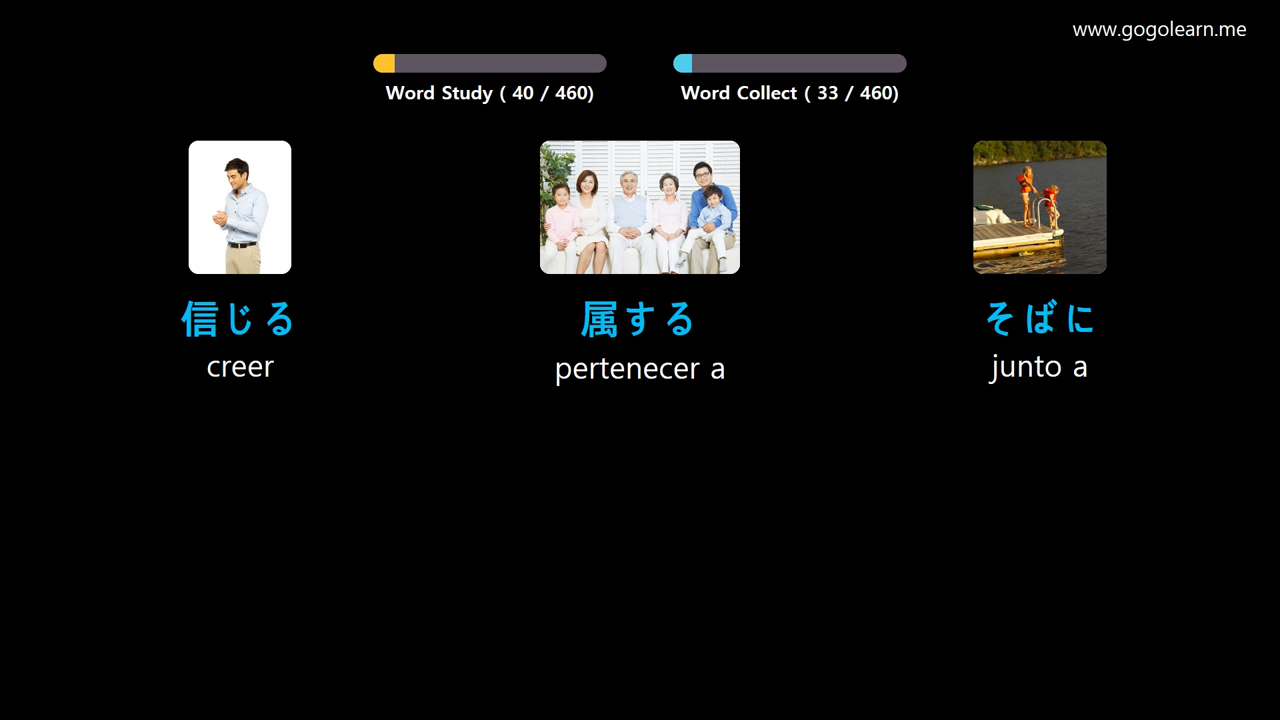 www.gogolearn.me
Word Study ( 40 / 460)
Word Collect ( 33 / 460)
信じる
属する
そばに
creer
pertenecer a
junto a